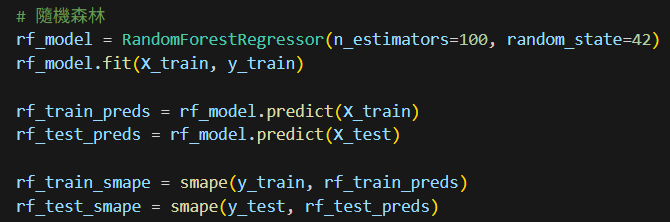 # 隨機森林
rf_model = RandomForestRegressor(n_estimators=100, random_state=42)
rf_model.fit(X_train, y_train)
rf_train_preds = rf_model.predict(X_train)
rf_test_preds = rf_model.predict(X_test)
rf_train_smape = smape(y_train, rf_train_preds)
rf_test_smape = smape(y_test, rf_test_preds)